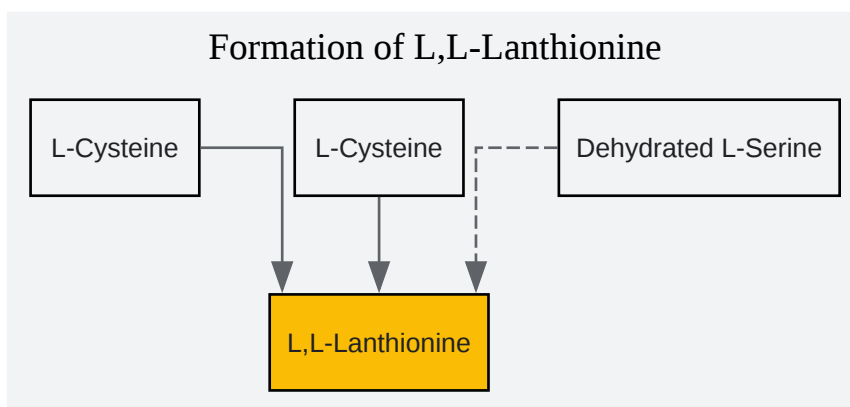 Formation of L,L-Lanthionine
L-Cysteine
L-Cysteine
Dehydrated L-Serine
L,L-Lanthionine